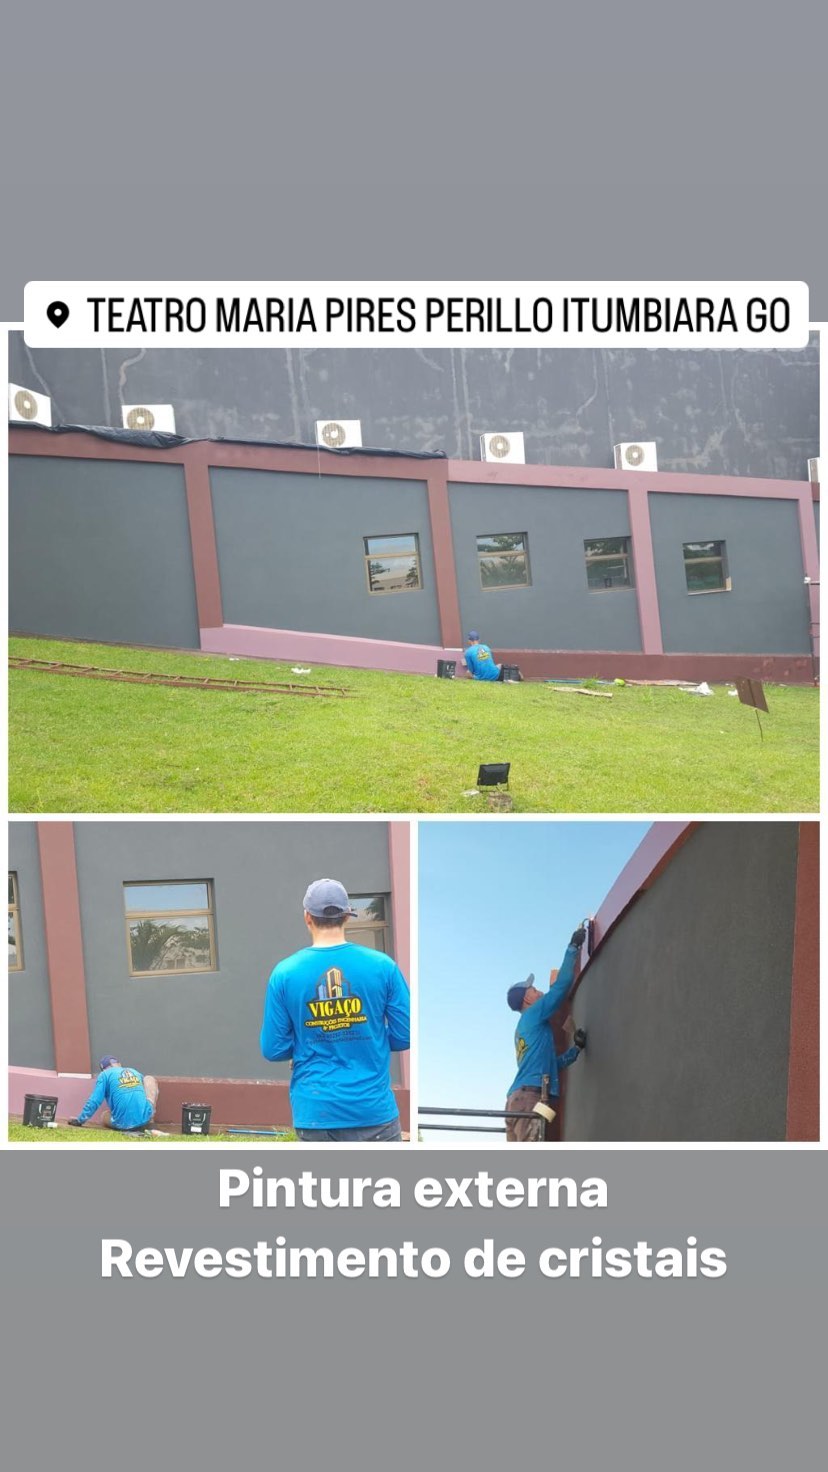 TEATRO MARIA PIRES PERILLO ITUMBIARA GO
VIGAÇO
CONSTRUÇÃO ENGENHARIA
& PROJETOS
Pintura externa
Revestimento de cristais